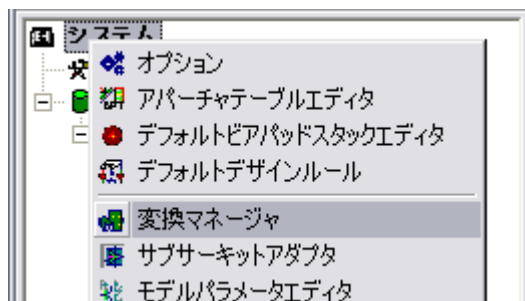 システム
オプション
アパーチャテーブルエディタ
デフォルトビアパッドスタックエディタ
デフォルトデザインルール
変換マネージャ
サブサーキットアダプタ
モデルパラメータエディタ